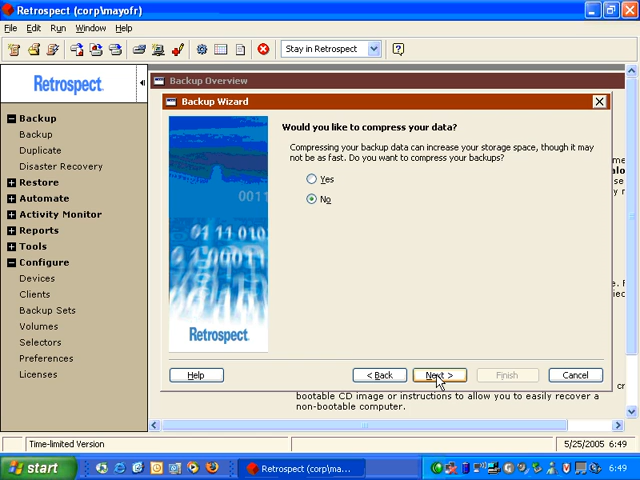 Retrospect (corp\mayofr)
File Edit Run Window Help
Stay in Retrospect
Retrospect
Backup
Backup
Duplicate
Disaster Recovery
Restore
Automate
Activity Monitor
Reports
Tools
Configure
Devices
Clients
Backup Sets
Volumes
Selectors
Preferences
Licenses
Backup Overview
Backup Wizard
Would you like to compress your data?
Compressing your backup data can increase your storage space, though it may
not be as fast. Do you want to compress your backups?
Yes
No
Retrospect
Help
< Back
Next >
Finish
Cancel
bootable CD image or instructions to allow you to easily recover a
non-bootable computer.
Time-limited Version
5/25/2005 6:49
start
Retrospect (corp\ma...
6:49